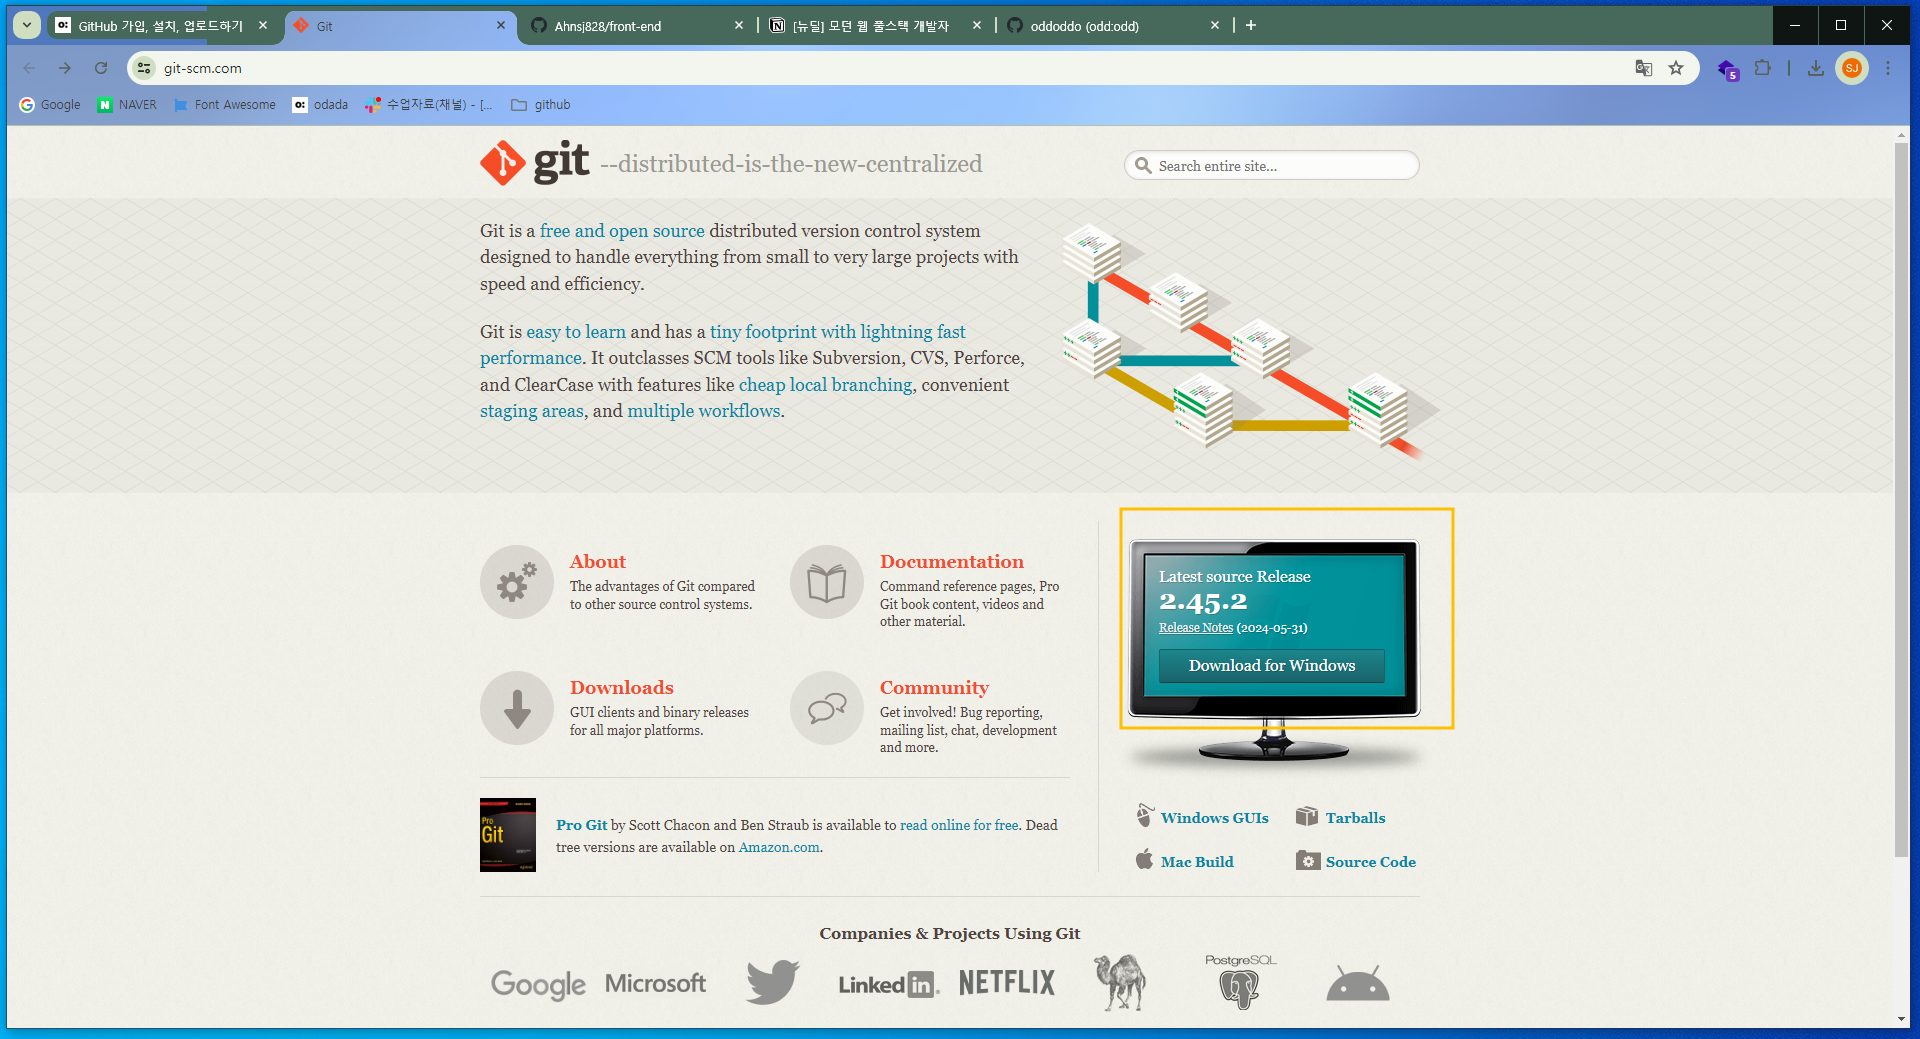 GitHub 가입, 설치, 업로드하기
Git
Ahnsj828/front-end
[뉴딜] 모던 웹 풀스택 개발자
oddoddo (odd:odd)
git-scm.com
5
SJ
Google
NAVER
Font Awesome
odada
수업자료(채널) - [...
github
git --distributed-is-the-new-centralized
Search entire site...
Git is a free and open source distributed version control system
designed to handle everything from small to very large projects with
speed and efficiency.
Git is easy to learn and has a tiny footprint with lightning fast
performance. It outclasses SCM tools like Subversion, CVS, Perforce,
and ClearCase with features like cheap local branching, convenient
staging areas, and multiple workflows.
About
The advantages of Git compared
to other source control systems.
Documentation
Command reference pages, Pro
Git book content, videos and
other material.
Downloads
GUI clients and binary releases
for all major platforms.
Community
Get involved! Bug reporting,
mailing list, chat, development
and more.
Latest source Release
2.45.2
Release Notes (2024-05-31)
Download for Windows
Pro
Git
Pro Git by Scott Chacon and Ben Straub is available to read online for free. Dead
tree versions are available on Amazon.com.
Windows GUIs
Tarballs
Mac Build
Source Code
Companies & Projects Using Git
Google
Microsoft
Linked in
NETFLIX
PostgreSQL